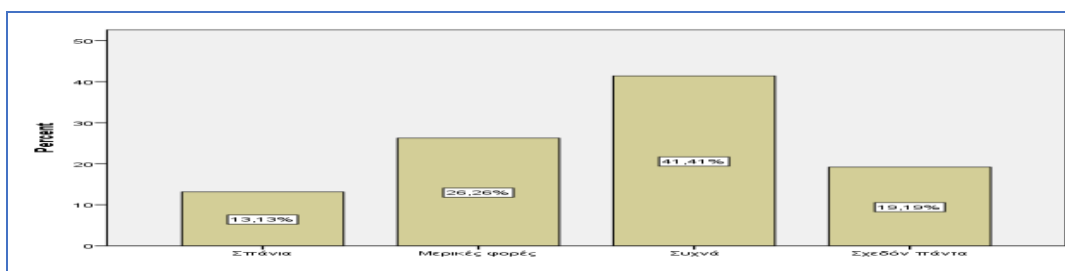 Percent
50
40
30
20
10
0
13,13%
26,26%
41,41%
19,19%
Σπάνια
Μερικές φορές
Συχνά
Σχεδόν πάντα